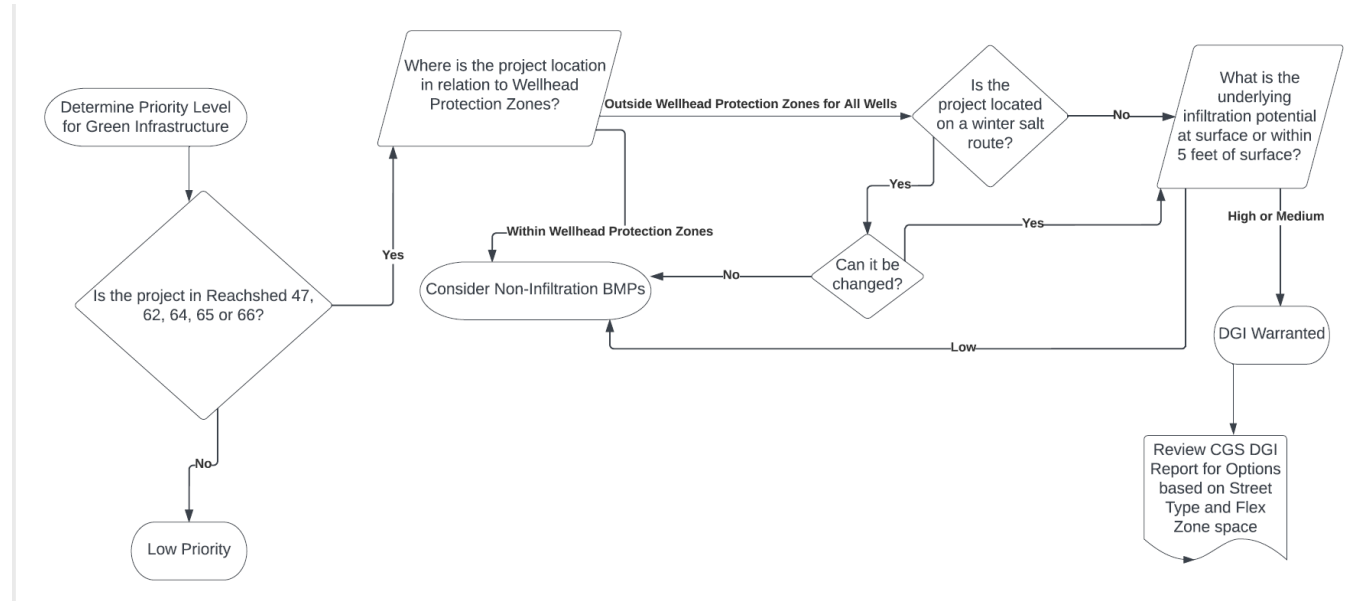 Determine Priority Level
for Green Infrastructure
Is the project in Reachshed 47,
62, 64, 65 or 66?
No
Low Priority
Yes
Where is the project location
in relation to Wellhead
Protection Zones?
Outside Wellhead Protection Zones for All Wells
Within Wellhead Protection Zones
Consider Non-Infiltration BMPs
Is the
project located
on a winter salt
route?
No
Yes
Can it be
changed?
No
Yes
What is the
underlying
infiltration potential
at surface or within
5 feet of surface?
Low
High or Medium
DGI Warranted
Review CGS DGI
Report for Options
based on Street
Type and Flex
Zone space